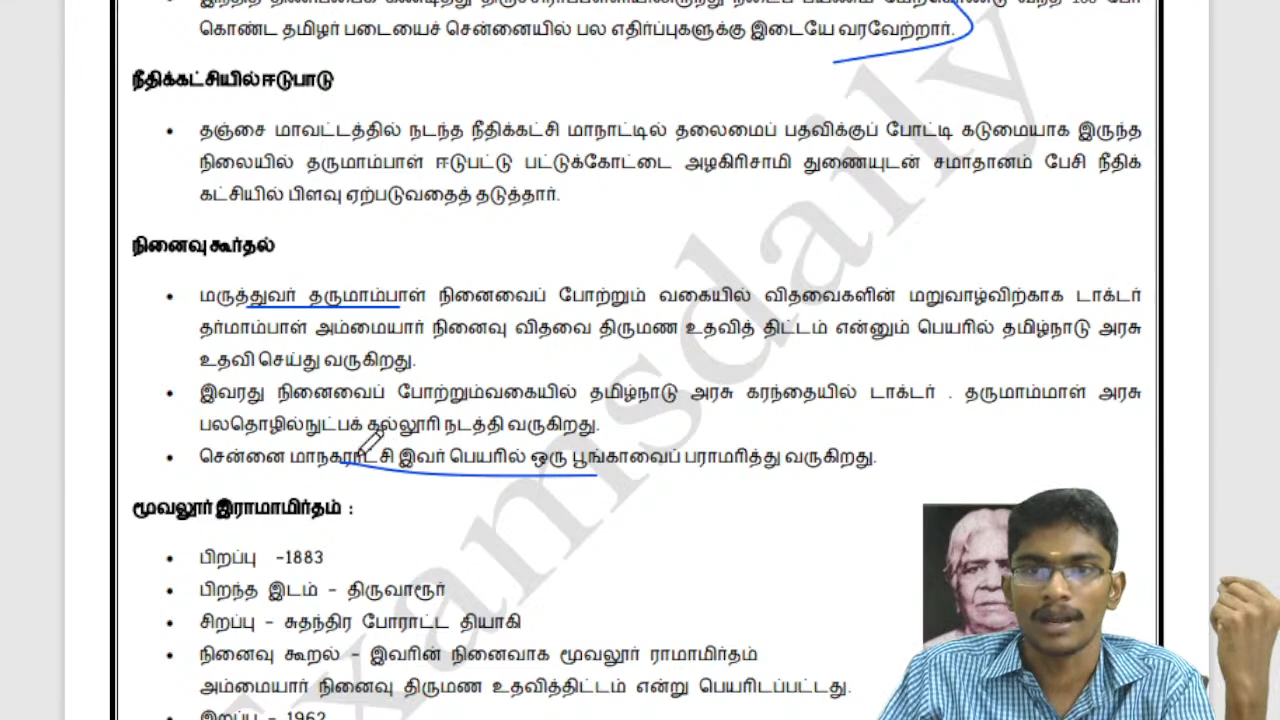 கொண்ட தமிழர் படையைச் சென்னையில் பல எதிர்ப்புகளுக்கு இடையே வரவேற்றார்.
நீதிக்கட்சியில் ஈடுபாடு
• தஞ்சை மாவட்டத்தில் நடந்த நீதிக்கட்சி மாநாட்டில் தலைமைப் பதவிக்குப் போட்டி கடுமையாக இருந்த
நிலையில் தருமாம்பாள் ஈடுபட்டு பட்டுக்கோட்டை அழகிரிசாமி துணையுடன் சமாதானம் பேசி நீதிக்
கட்சியில் பிளவு ஏற்படுவதைத் தடுத்தார்.
நினைவு கூர்தல்
• மருத்துவர் தருமாம்பாள் நினைவைப் போற்றும் வகையில் விதவைகளின் மறுவாழ்விற்காக டாக்டர்
தர்மாம்பாள் அம்மையார் நினைவு விதவை திருமண உதவித் திட்டம் என்னும் பெயரில் தமிழ்நாடு அரசு
உதவி செய்து வருகிறது.
• இவரது நினைவைப் போற்றும்வகையில் தமிழ்நாடு அரசு கரந்தையில் டாக்டர் . தருமாம்மாள் அரசு
பலதொழில்நுட்பக் கல்லூரி நடத்தி வருகிறது.
• சென்னை மாநகராட்சி இவர் பெயரில் ஒரு பூங்காவைப் பராமரித்து வருகிறது.
மூவலூர் இராமாமிர்தம் :
• பிறப்பு -1883
• பிறந்த இடம் - திருவாரூர்
• சிறப்பு - சுதந்திர போராட்ட தியாகி
• நினைவு கூறல் - இவரின் நினைவாக மூவலூர் ராமாமிர்தம்
அம்மையார் நினைவு திருமண உதவித்திட்டம் என்று பெயரிடப்பட்டது.
• இறப்பு - 1962
Examsdaily